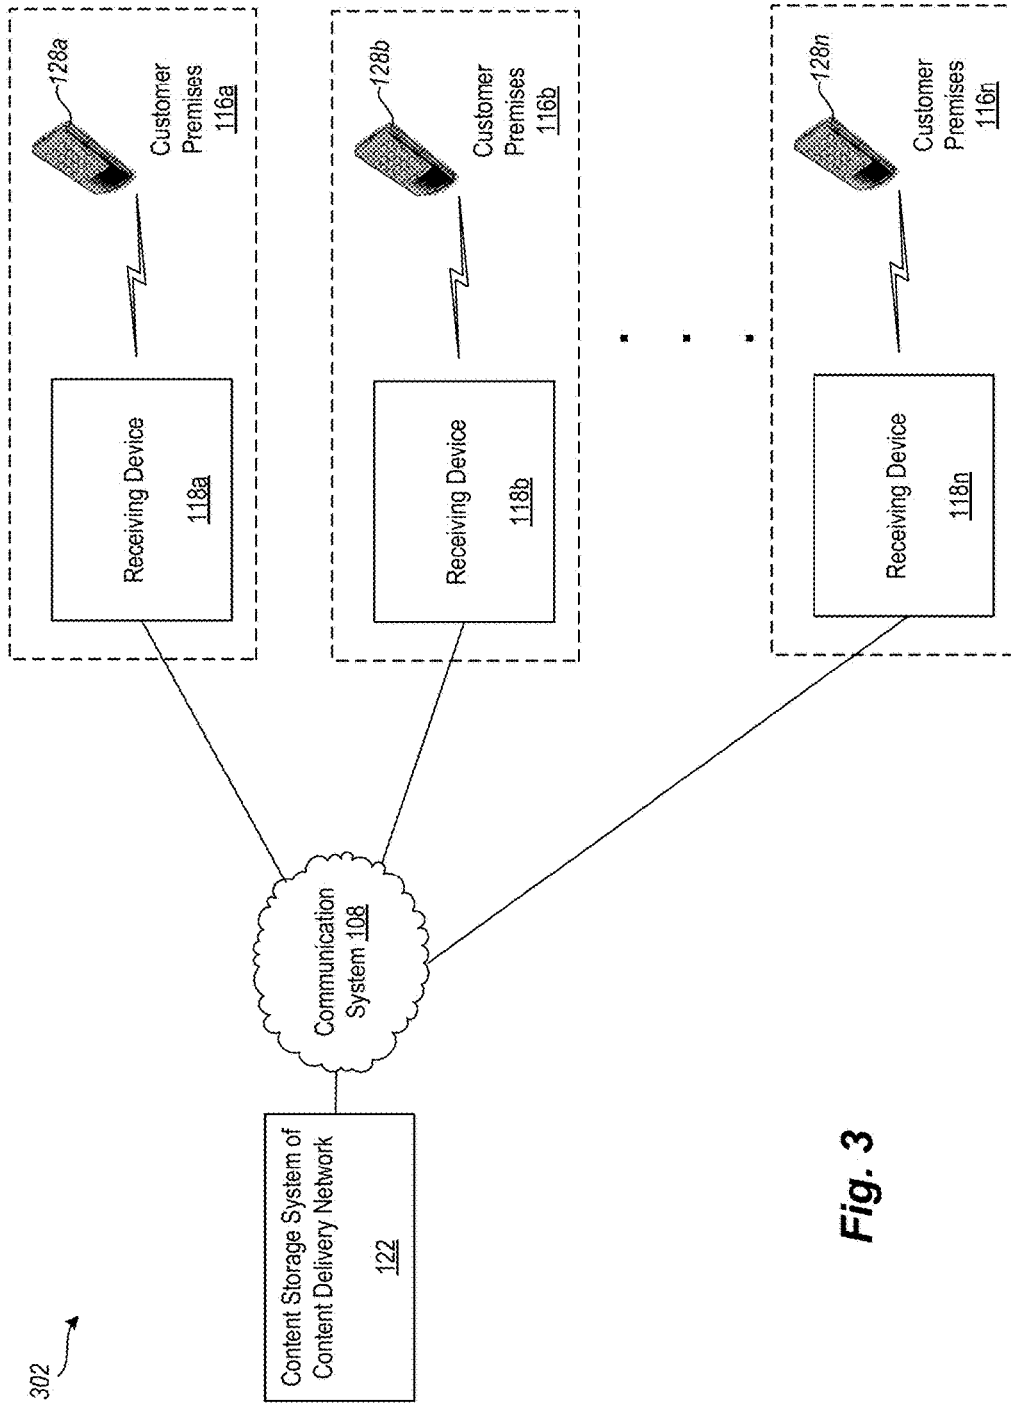 302
Content Storage System of
Content Delivery Network
122
Communication
System 108
Receiving Device
118a
128a
Customer
Premises
116a
Receiving Device
118b
128b
Customer
Premises
116b
Receiving Device
118n
128n
Customer
Premises
116n
Fig. 3